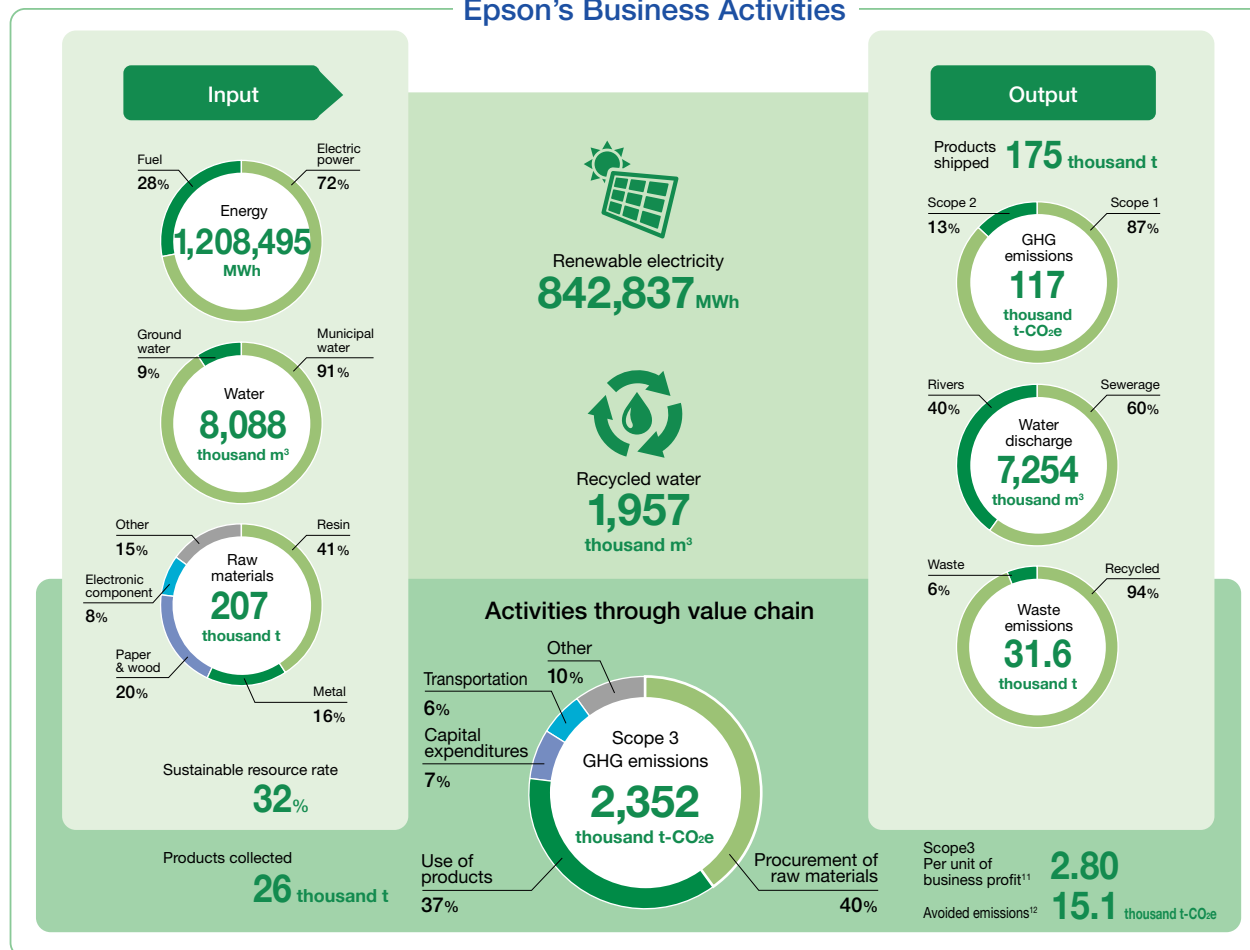 Epson's Business Activities
Input
Fuel
28%
Electric
power
72%
Energy
1,208,495
MWh
Ground
water
9%
Municipal
water
91%
Water
8,088
thousand m³
Other
15%
Resin
41%
Electronic
component
8%
Raw
materials
207
thousand t
Paper
& wood
20%
Metal
16%
Sustainable resource rate
32%
Products collected
26 thousand t
Renewable electricity
842,837 MWh
Recycled water
1,957
thousand m³
Activities through value chain
Other
10%
Transportation
6%
Capital
expenditures
7%
Scope 3
GHG emissions
2,352
thousand t-CO₂e
Use of
products
37%
Procurement of
raw materials
40%
Output
Products
shipped
175 thousand t
Scope 2
13%
Scope 1
87%
GHG
emissions
117
thousand
t-CO₂e
Rivers
40%
Sewerage
60%
Water
discharge
7,254
thousand m³
Waste
6%
Recycled
94%
Waste
emissions
31.6
thousand t
Scope3
Per unit of
business profit¹¹
2.80
Avoided emissions¹² 15.1 thousand t-CO₂e